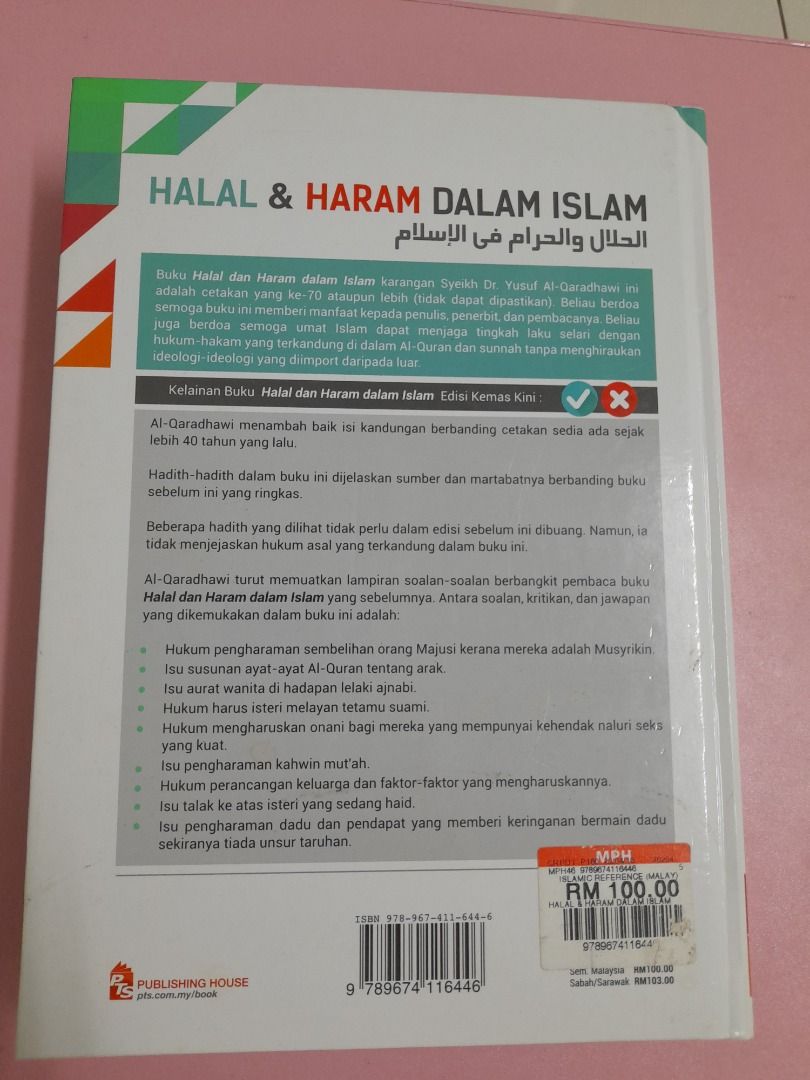 HALAL & HARAM DALAM ISLAM
الحلال والحرام في الإسلام
Buku Halal dan Haram dalam Islam karangan Syeikh Dr. Yusuf Al-Qaradhawi ini
adalah cetakan yang ke-70 ataupun lebih (tidak dapat dipastikan). Beliau berdoa
semoga buku ini memberi manfaat kepada penulis, penerbit, dan pembacanya. Beliau
juga berdoa semoga umat Islam dapat menjaga tingkah laku selari dengan
hukum-hakam yang terkandung di dalam Al-Quran dan sunnah tanpa menghiraukan
ideologi-ideologi yang diimport daripada luar.
Kelainan Buku Halal dan Haram dalam Islam Edisi Kemas Kini :
Al-Qaradhawi menambah baik isi kandungan berbanding cetakan sedia ada sejak
lebih 40 tahun yang lalu.
Hadith-hadith dalam buku ini dijelaskan sumber dan martabatnya berbanding buku
sebelum ini yang ringkas.
Beberapa hadith yang dilihat tidak perlu dalam edisi sebelum ini dibuang. Namun, ia
tidak menjejaskan hukum asal yang terkandung dalam buku ini.
Al-Qaradhawi turut memuatkan lampiran soalan-soalan berbangkit pembaca buku
Halal dan Haram dalam Islam yang sebelumnya. Antara soalan, kritikan, dan jawapan
yang dikemukakan dalam buku ini adalah:
• Hukum pengharaman sembelihan orang Majusi kerana mereka adalah Musyrikin.
• Isu susunan ayat-ayat Al-Quran tentang arak.
• Isu aurat wanita di hadapan lelaki ajnabi.
• Hukum harus isteri melayan tetamu suami.
• Hukum mengharuskan onani bagi mereka yang mempunyai kehendak naluri seks
yang kuat.
• Isu pengharaman kahwin mut'ah.
• Hukum perancangan keluarga dan faktor-faktor yang mengharuskannya.
• Isu talak ke atas isteri yang sedang haid.
• Isu pengharaman dadu dan pendapat yang memberi keringanan bermain dadu
sekiranya tiada unsur taruhan.
MPH
MPH46 9789674116446 5
ISLAMIC REFERENCE (MALAY)
RM 100.00
HALAL & HARAM DALAM ISLAM
978967411644
Sem. Malaysia RM100.00
Sabah/Sarawak RM103.00
ISBN 978-967-411-644-6
9 789674 116446
PTS
PUBLISHING HOUSE
pts.com.my/book